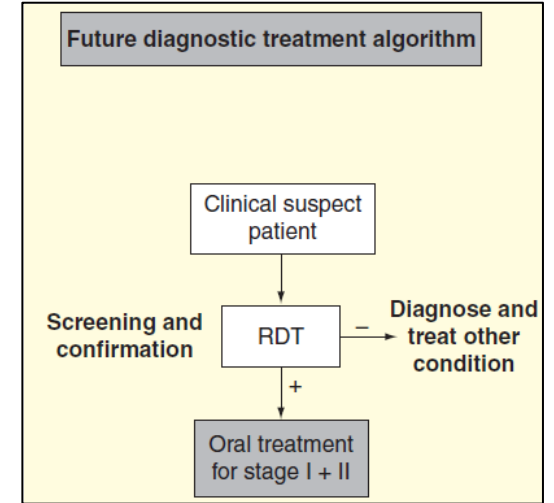 Future diagnostic treatment algorithm
Clinical suspect
patient
Screening and
confirmation
RDT
–
Diagnose and
treat other
condition
+
Oral treatment
for stage I + II